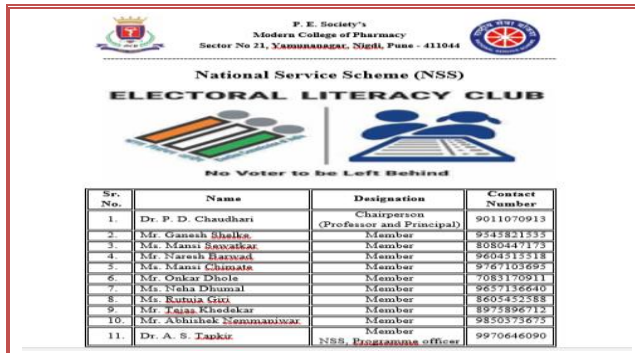 P. E. Society's
Modern College of Pharmacy
Sector No 21, Yamunanagar, Nigdi, Pune - 411044
National Service Scheme (NSS)
ELECTORAL LITERACY CLUB
No Voter to be Left Behind
Sr. No. Name Designation Contact Number
1. Dr. P. D. Chaudhari Chairperson (Professor and Principal) 9011070913
2. Mr. Ganesh Shelke Member 9545821535
3. Ms. Mansi Sawatkar Member 8080447173
4. Mr. Naresh Barwad Member 9604515518
5. Ms. Mansi Chimate Member 9767103695
6. Mr. Onkar Dhole Member 7083170911
7. Ms. Neha Dhumal Member 9657136640
8. Ms. Rutuja Giri Member 8605452588
9. Mr. Tejas Khedekar Member 8975896712
10. Mr. Abhishek Nemmaniwar Member 9850373675
11. Dr. A. S. Tapkir Member NSS, Programme officer 9970646090